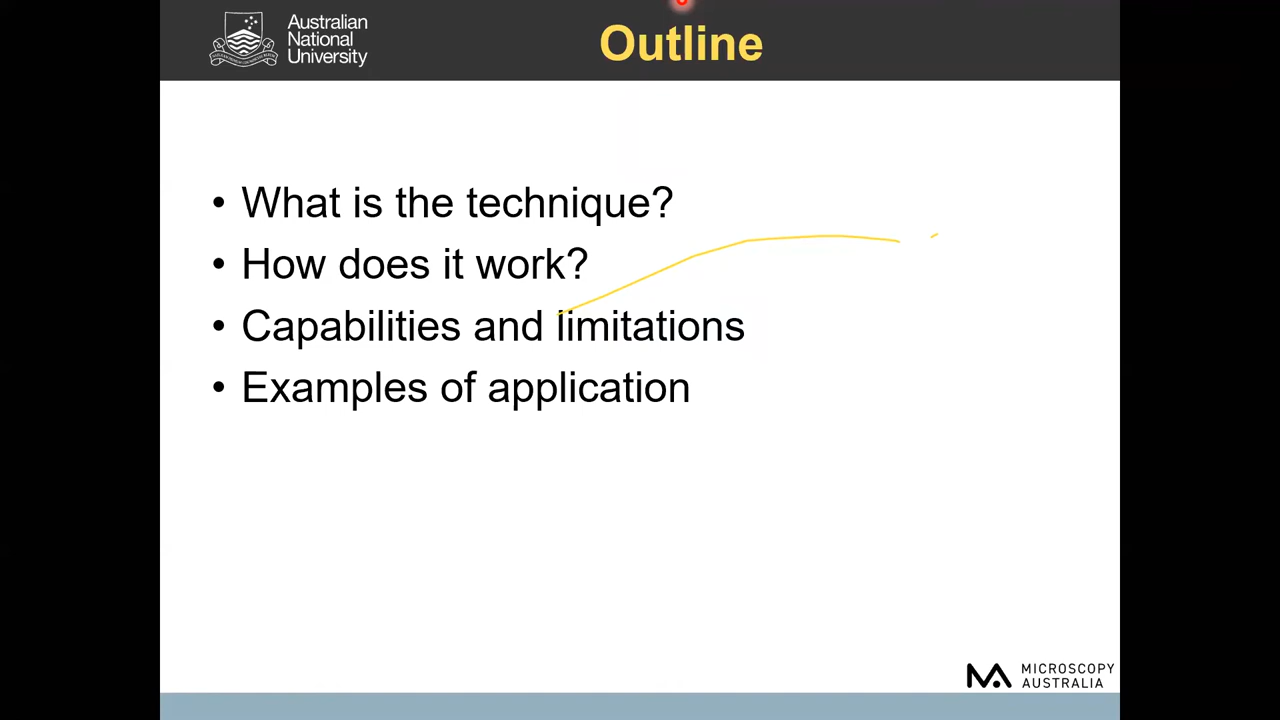 Australian
National
University
Outline
• What is the technique?
• How does it work?
• Capabilities and limitations
• Examples of application
MICROSCOPY
AUSTRALIA